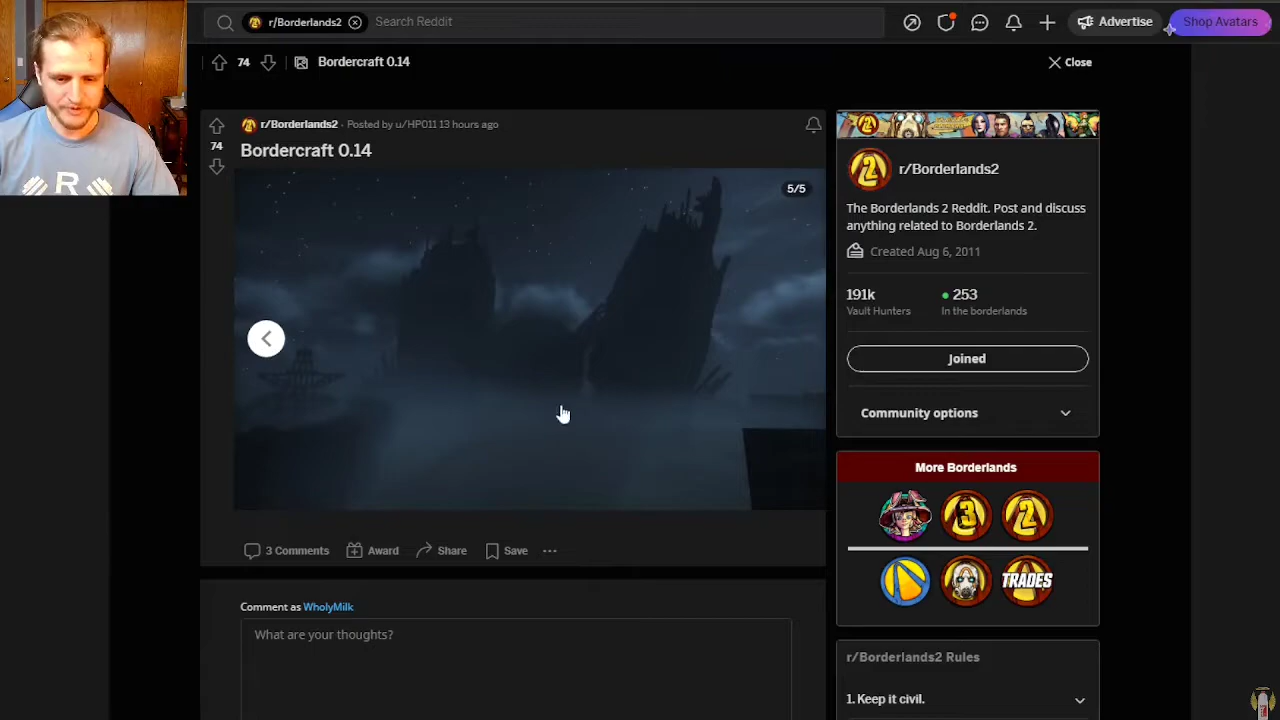 r/Borderlands2
Search Reddit
Advertise
Shop Avatars
74
Bordercraft 0.14
Close
r/Borderlands2 • Posted by u/HP011 13 hours ago
74
Bordercraft 0.14
5/5
3 Comments
Award
Share
Save
Comment as WholyMilk
What are your thoughts?
r/Borderlands2
The Borderlands 2 Reddit. Post and discuss
anything related to Borderlands 2.
Created Aug 6, 2011
191k
Vault Hunters
253
In the borderlands
Joined
Community options
More Borderlands
3
2
TRADES
r/Borderlands2 Rules
1. Keep it civil.
R